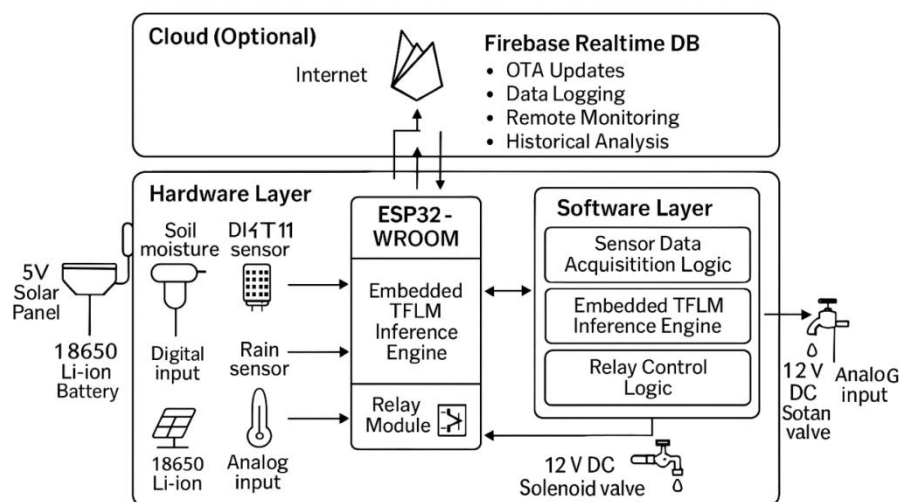 Cloud (Optional)
Internet
Firebase Realtime DB
• OTA Updates
• Data Logging
• Remote Monitoring
• Historical Analysis
Hardware Layer
5V
Solar
Panel
18650
Li-ion
Battery
Soil
moisture
Digital
input
18650
Li-ion
DI4T11
sensor
Rain
sensor
Analog
input
ESP32-
WROOM
Embedded
TFLM
Inference
Engine
Relay
Module
Software Layer
Sensor Data
Acquisitition Logic
Embedded TFLM
Inference Engine
Relay Control
Logic
12 V DC
Solenoid valve
12 V
DC
Sotan
valve
AnaloG
input